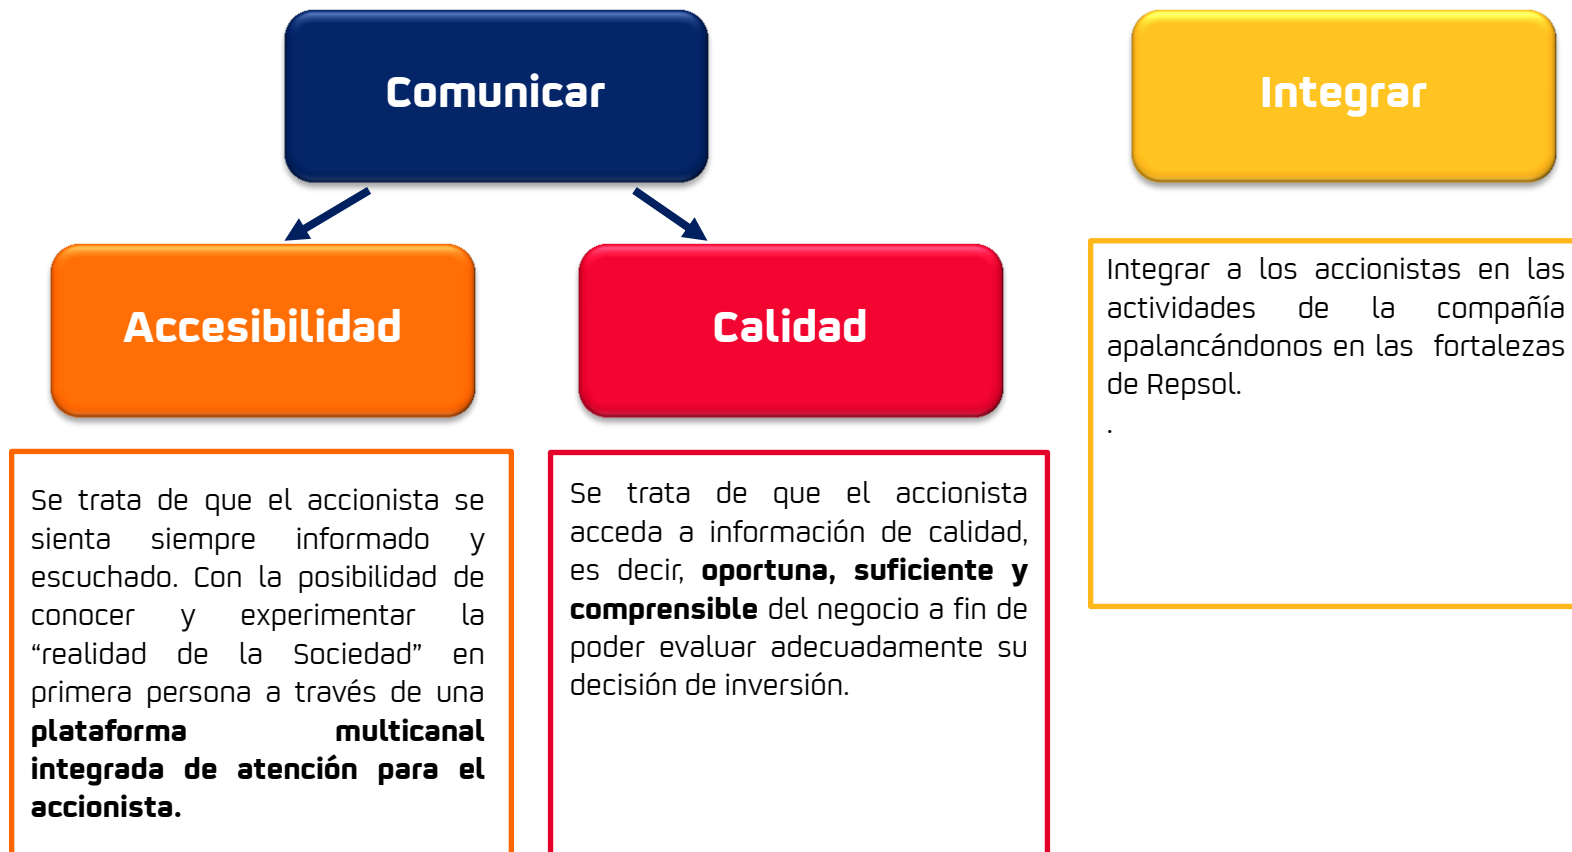 Comunicar
Integrar
Accesibilidad
Calidad
Se trata de que el accionista se
sienta siempre informado y
escuchado. Con la posibilidad de
conocer y experimentar la
“realidad de la Sociedad” en
primera persona a través de una
plataforma multicanal
integrada de atención para el
accionista.
Se trata de que el accionista
acceda a información de calidad,
es decir, oportuna, suficiente y
comprensible del negocio a fin de
poder evaluar adecuadamente su
decisión de inversión.
Integrar a los accionistas en las
actividades de la compañía
apalancándonos en las fortalezas
de Repsol.
.